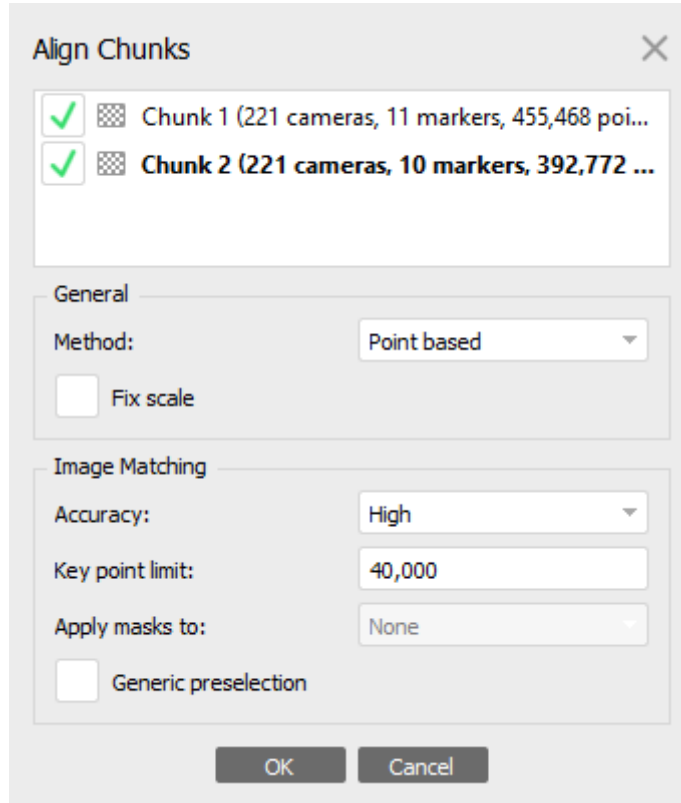 Align Chunks
Chunk 1 (221 cameras, 11 markers, 455,468 poi...
Chunk 2 (221 cameras, 10 markers, 392,772 ...
General
Method: Point based
Fix scale
Image Matching
Accuracy: High
Key point limit: 40,000
Apply masks to: None
Generic preselection
OK Cancel